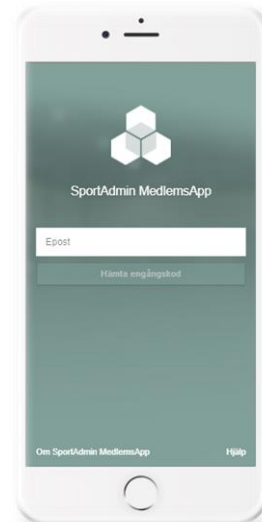 SportAdmin MedlemsApp
Epost
Hämta engångskod
Om SportAdmin MedlemsApp
Hjälp